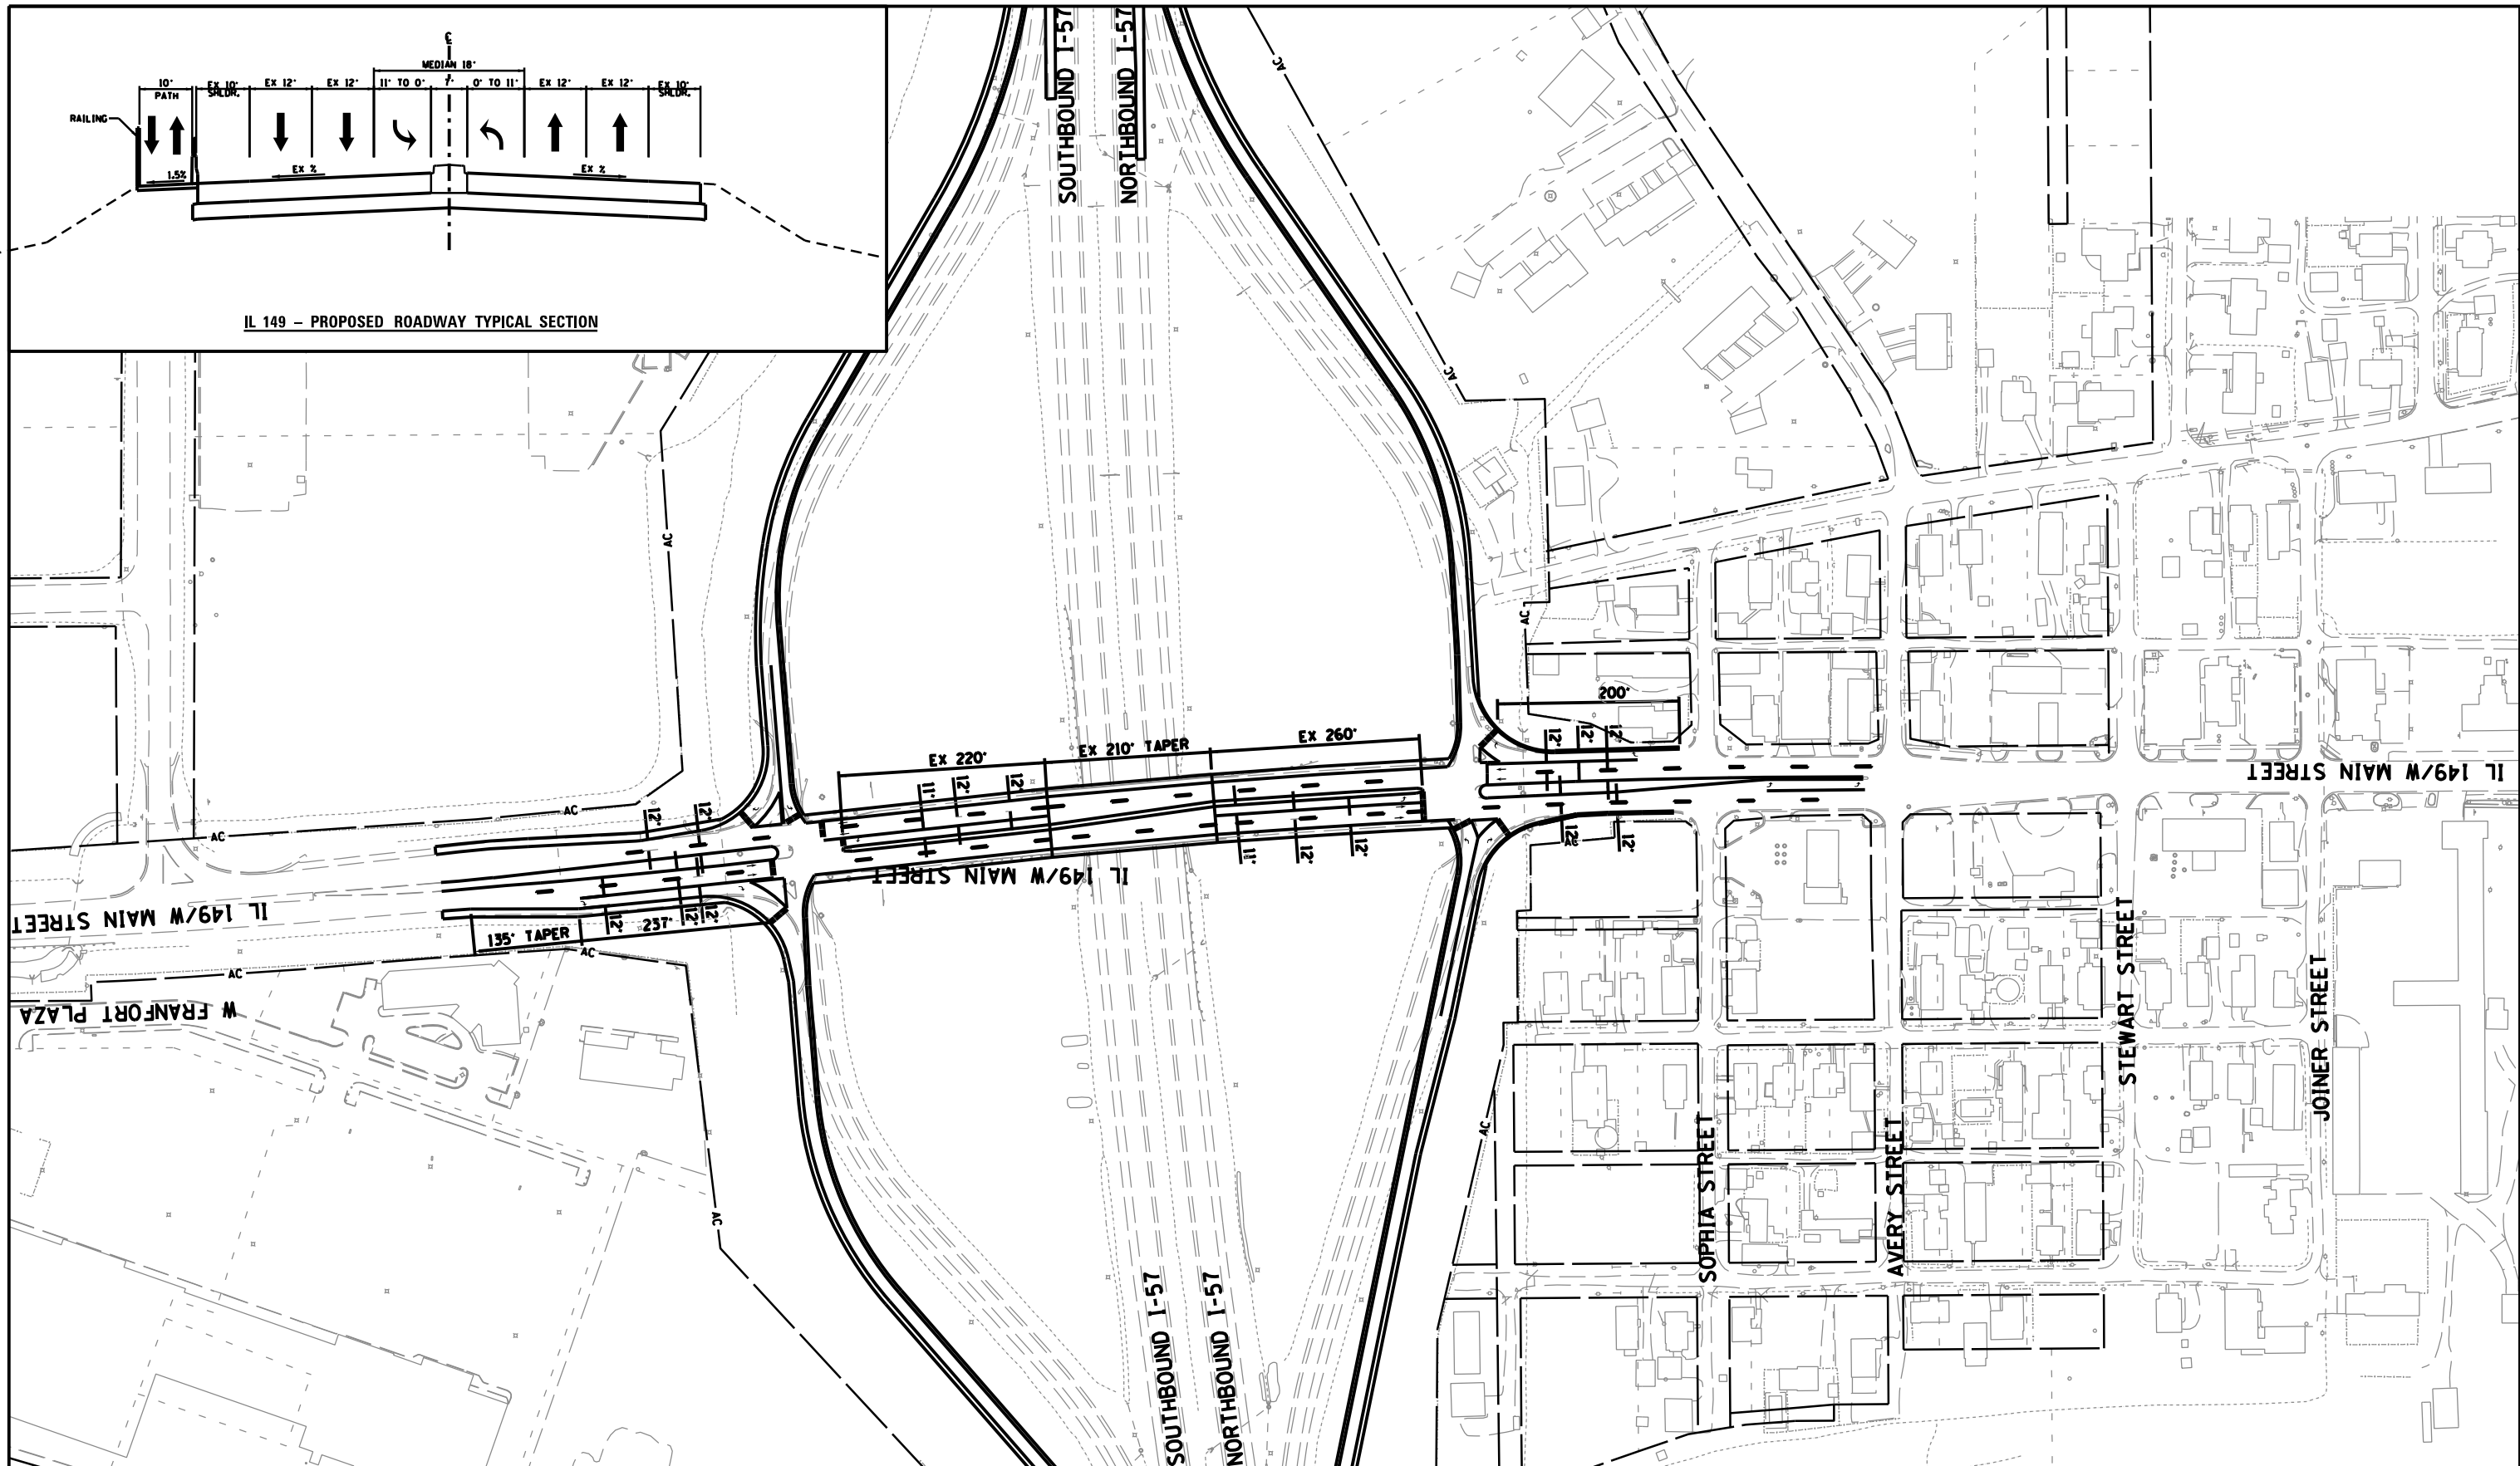 ℄
MEDIAN 18'
10' EX 10' EX 12' EX 12' 11' TO 0' 7' 0' TO 11' EX 12' EX 12' EX 10'
PATH SHLDR. SHLDR.
RAILING
1.5% EX % EX %
IL 149 – PROPOSED ROADWAY TYPICAL SECTION
SOUTHBOUND I-57
NORTHBOUND I-57
AC
AC
AC
AC
200'
EX 220'
EX 210' TAPER
EX 260'
12' 12' 12'
11' 12' 12'
12' 12'
AC
AC
11' 12' 12'
12' 12'
AC
IL 149/W MAIN STREET
IL 149/W MAIN STREET
IL 149/W MAIN STREET
135' TAPER
12' 237' 12' 12'
AC
AC
W FRANFORT PLAZA
STEWART STREET
JOINER STREET
AC
AC
SOPHIA STREET
AVERY STREET
SOUTHBOUND I-57
NORTHBOUND I-57